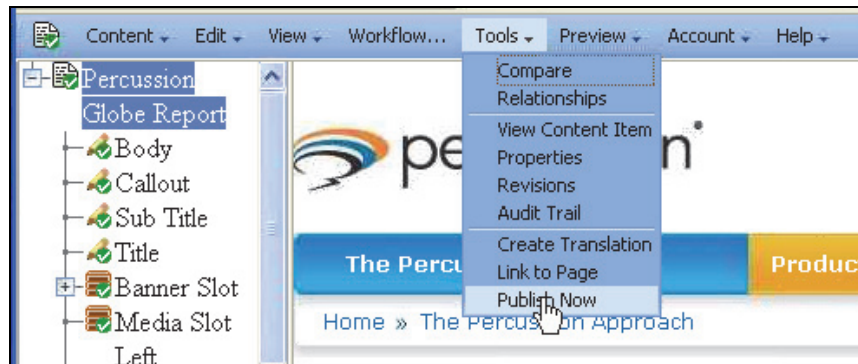 Content Edit View Workflow... Tools Preview Account Help
Percussion
Globe Report
Body
Callout
Sub Title
Title
Banner Slot
Media Slot
Left
Compare
Relationships
View Content Item
Properties
Revisions
Audit Trail
Create Translation
Link to Page
Publish Now
pe n
The Percu
Produc
Home » The Percussion Approach